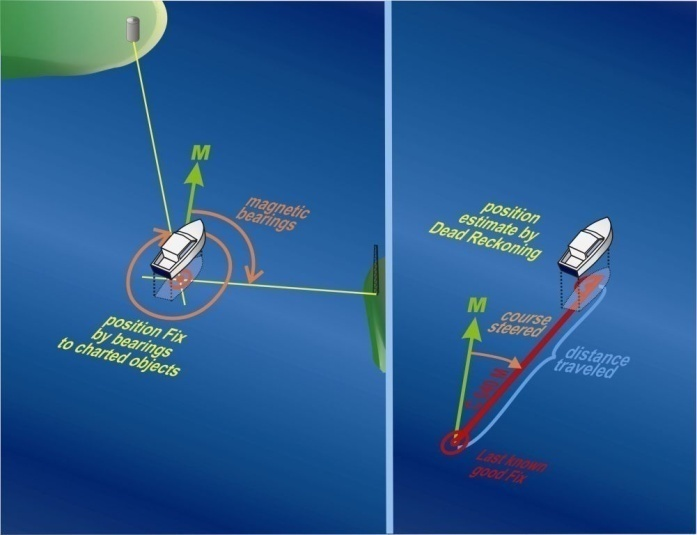 M
magnetic
bearings
position Fix
by bearings
to charted objects
position
estimate by
Dead Reckoning
M
course
steered
distance
traveled
Last known
good Fix